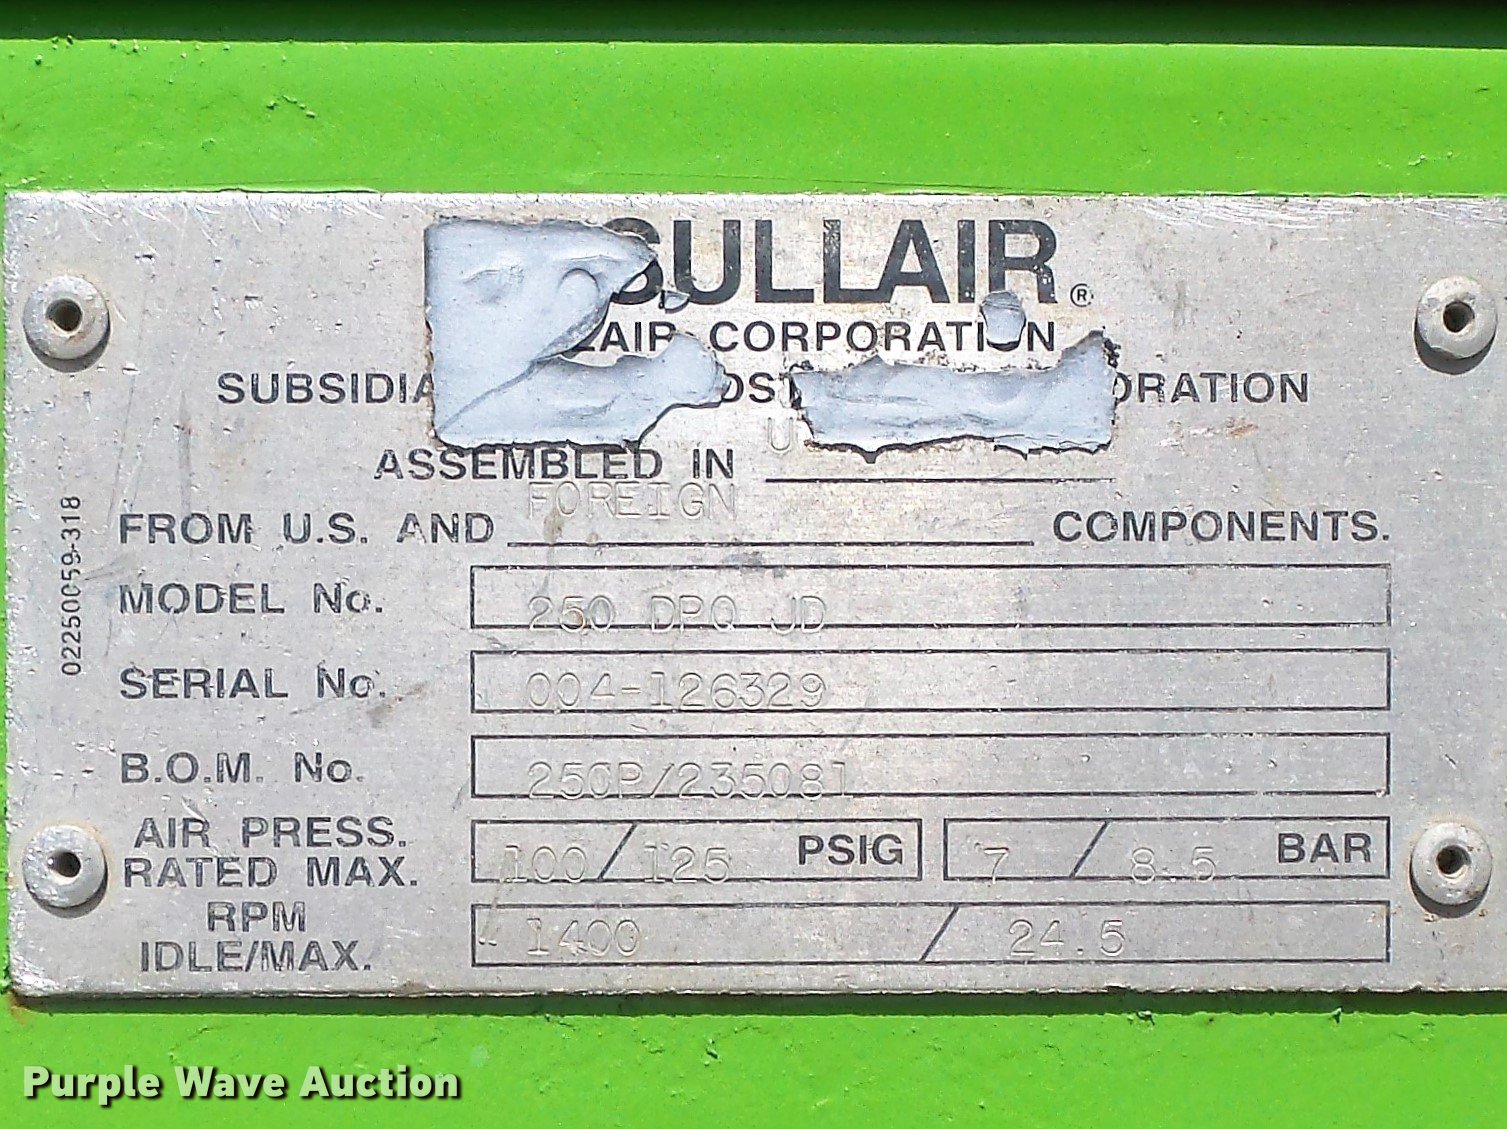 SULLAIR®
LAIR CORPORATION
SUBSIDIA OST ORATION
ASSEMBLED IN U
FROM U.S. AND FOREIGN COMPONENTS.
02250059-318
MODEL No. 250 DPQ JD
SERIAL No. 004-126329
B.O.M. No. 250P/235081
AIR PRESS. RATED MAX. 100 / 125 PSIG 7 / 8.5 BAR
RPM IDLE/MAX. 1400 / 24.5
Purple Wave Auction